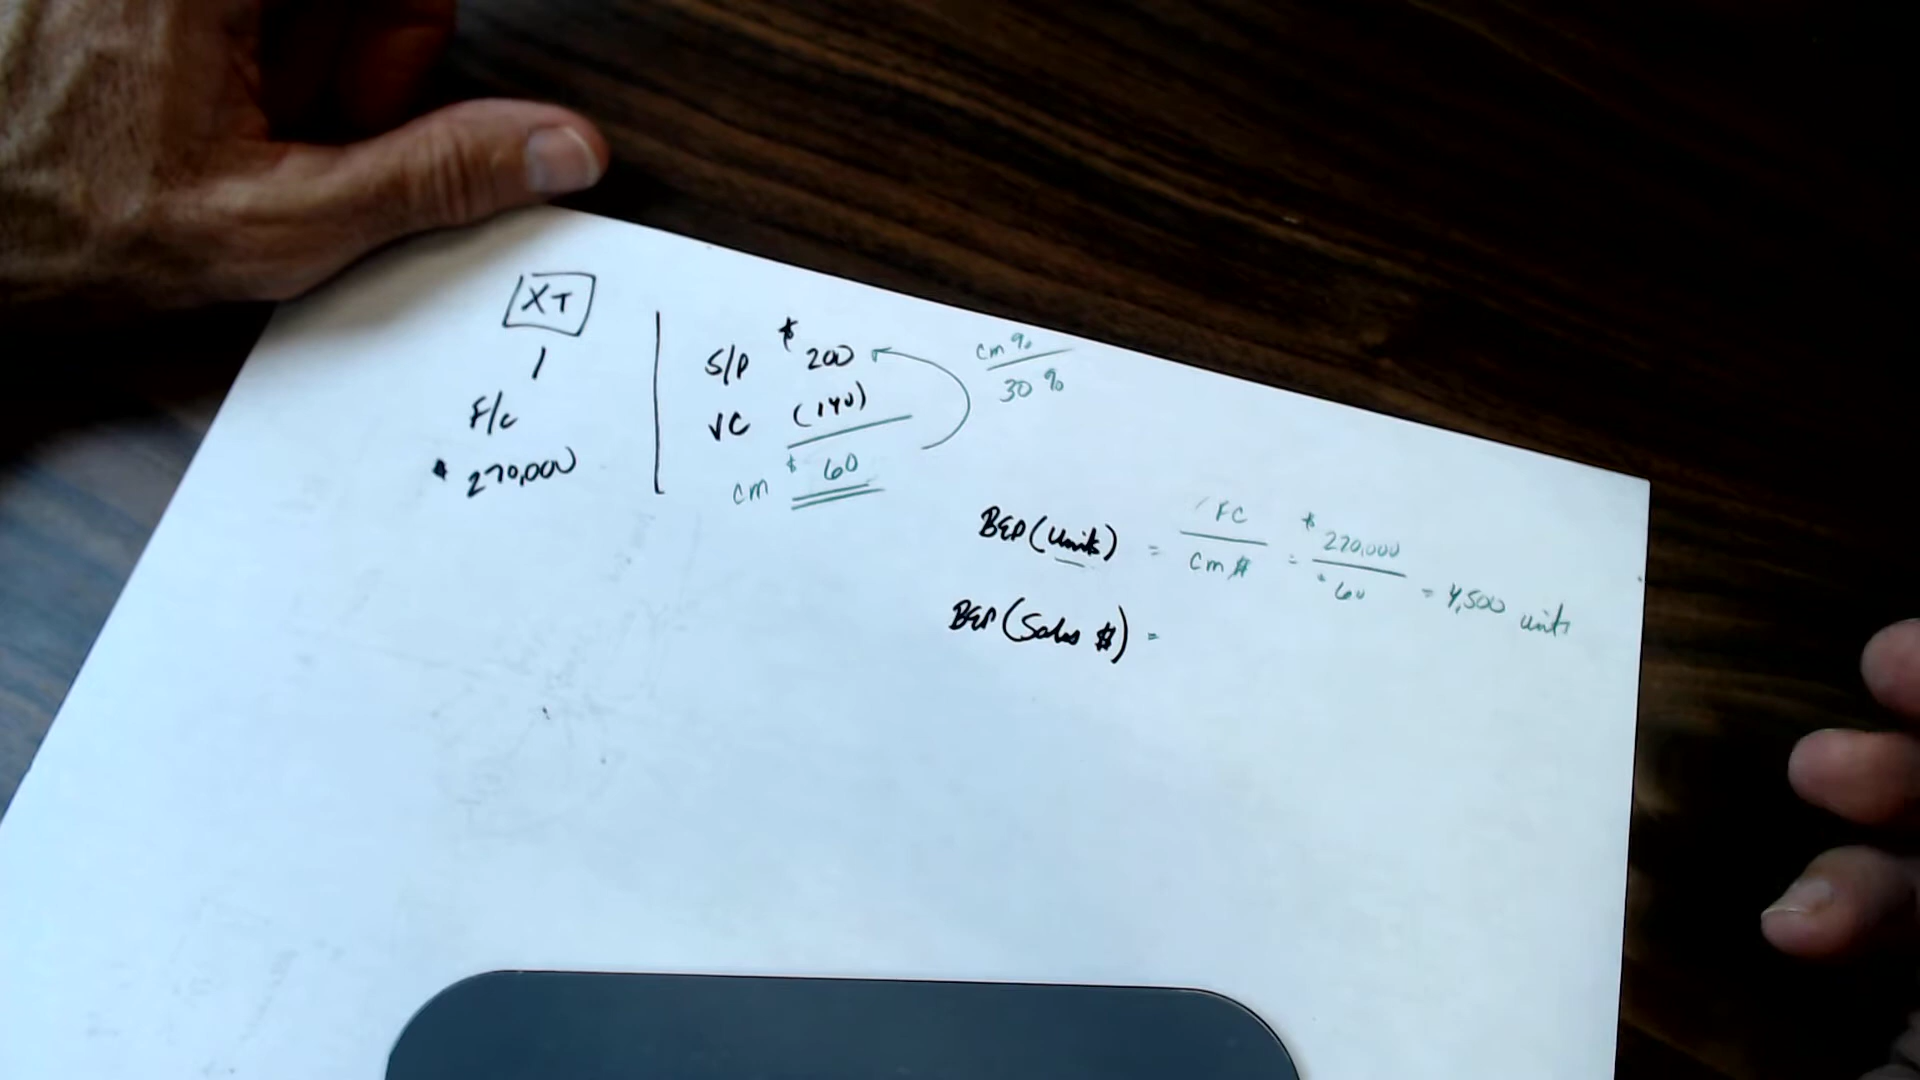 XT
F/c
$ 270,000
S/P $ 200
VC (140)
cm $ 60
cm %
30 %
BEP (Units) = FC / cm $ = $ 270,000 / $ 60 = 4,500 units
BEP (Sales $) =